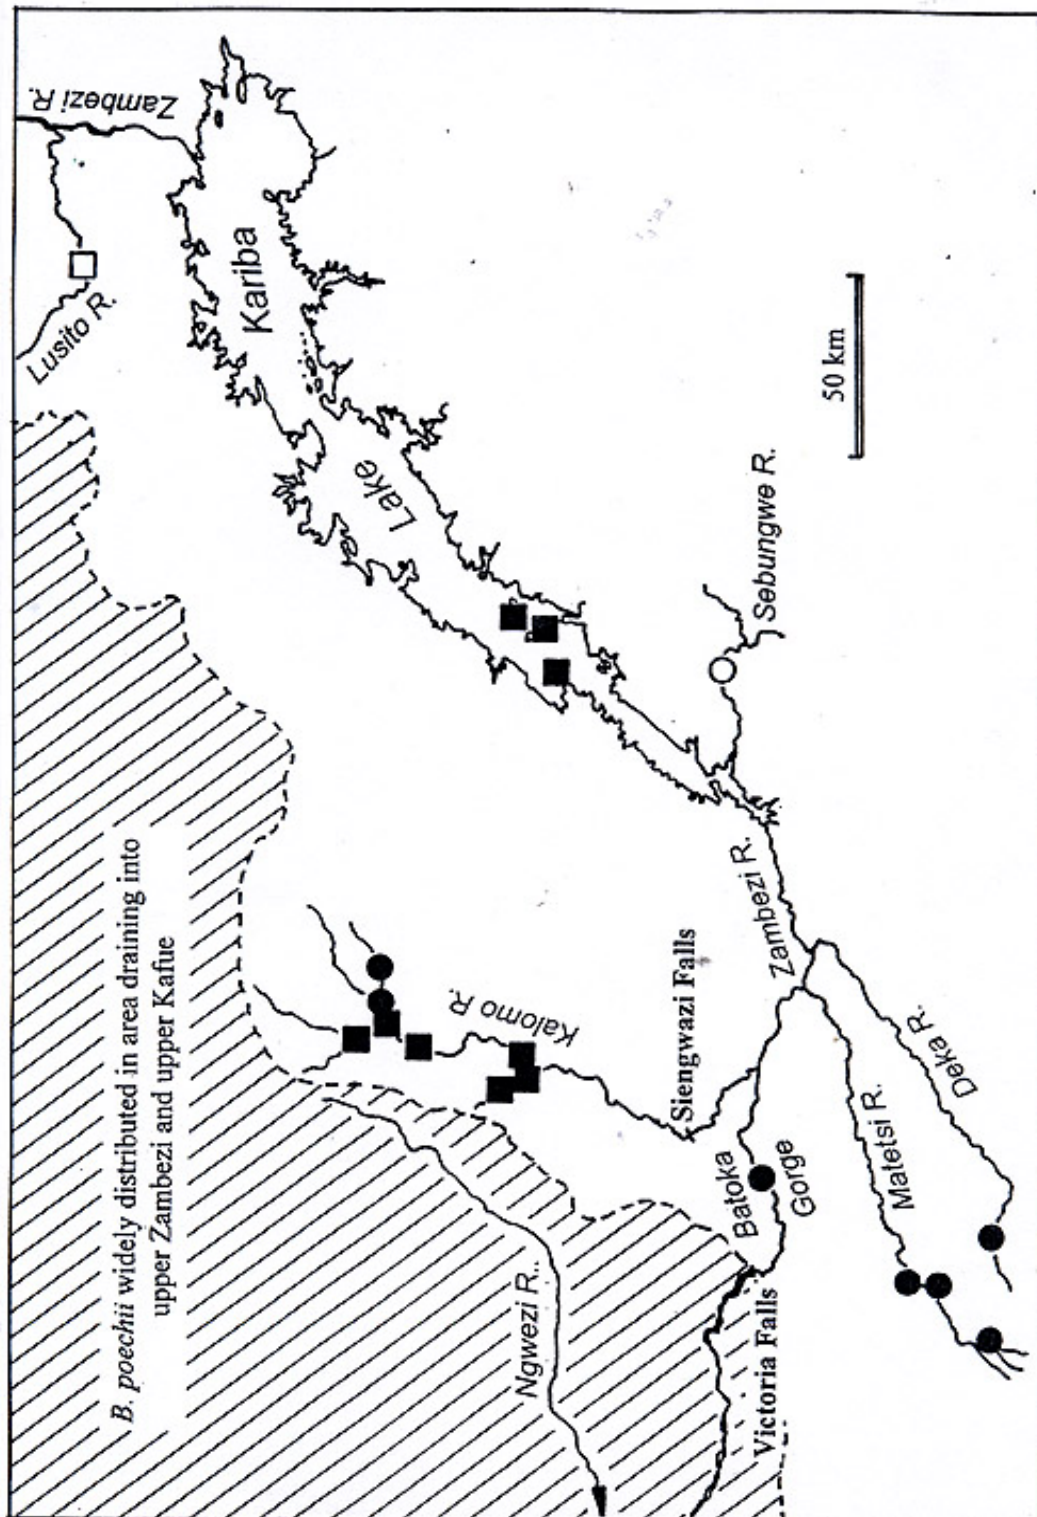 Zambezi R.
Lusito R.
Kariba
Lake
50 km
Sebungwe R.
B. poechii widely distributed in area draining into
upper Zambezi and upper Kafue
Zambezi R.
Kalomo R.
Siengwazi Falls
Deka R.
Matetsi R.
Batoka
Gorge
Ngwezi R..
Victoria Falls